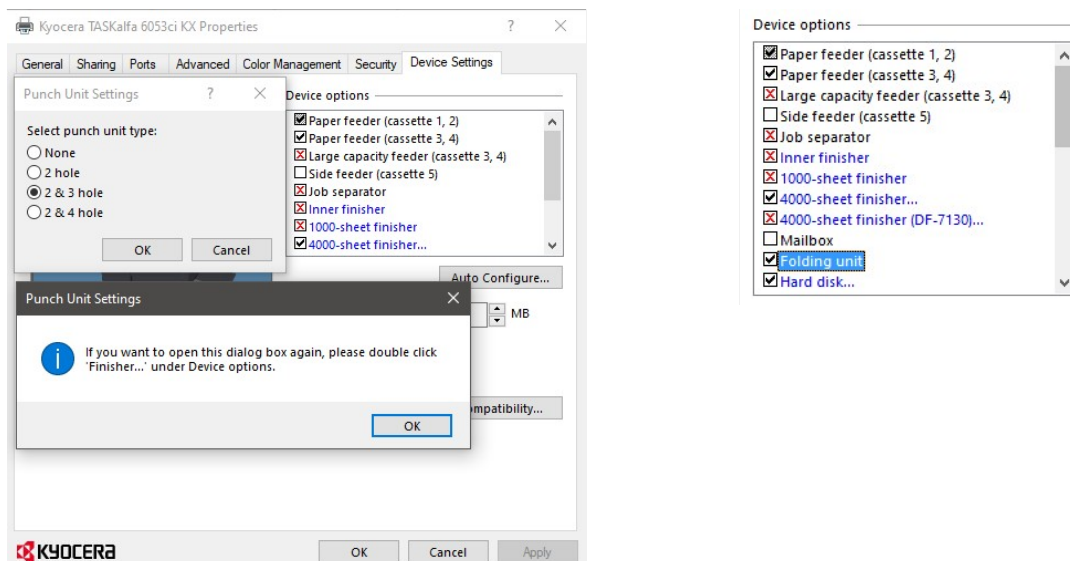 Kyocera TASKalfa 6053ci KX Properties
General Sharing Ports Advanced Color Management Security Device Settings
Punch Unit Settings
Select punch unit type:
None
2 hole
2 & 3 hole
2 & 4 hole
OK Cancel
Device options
Paper feeder (cassette 1, 2)
Paper feeder (cassette 3, 4)
Large capacity feeder (cassette 3, 4)
Side feeder (cassette 5)
Job separator
Inner finisher
1000-sheet finisher
4000-sheet finisher...
Auto Configure...
MB
Punch Unit Settings
If you want to open this dialog box again, please double click
'Finisher...' under Device options.
OK
mpatibility...
KYOCERA
OK Cancel Apply
Device options
Paper feeder (cassette 1, 2)
Paper feeder (cassette 3, 4)
Large capacity feeder (cassette 3, 4)
Side feeder (cassette 5)
Job separator
Inner finisher
1000-sheet finisher
4000-sheet finisher...
4000-sheet finisher (DF-7130)...
Mailbox
Folding unit
Hard disk...